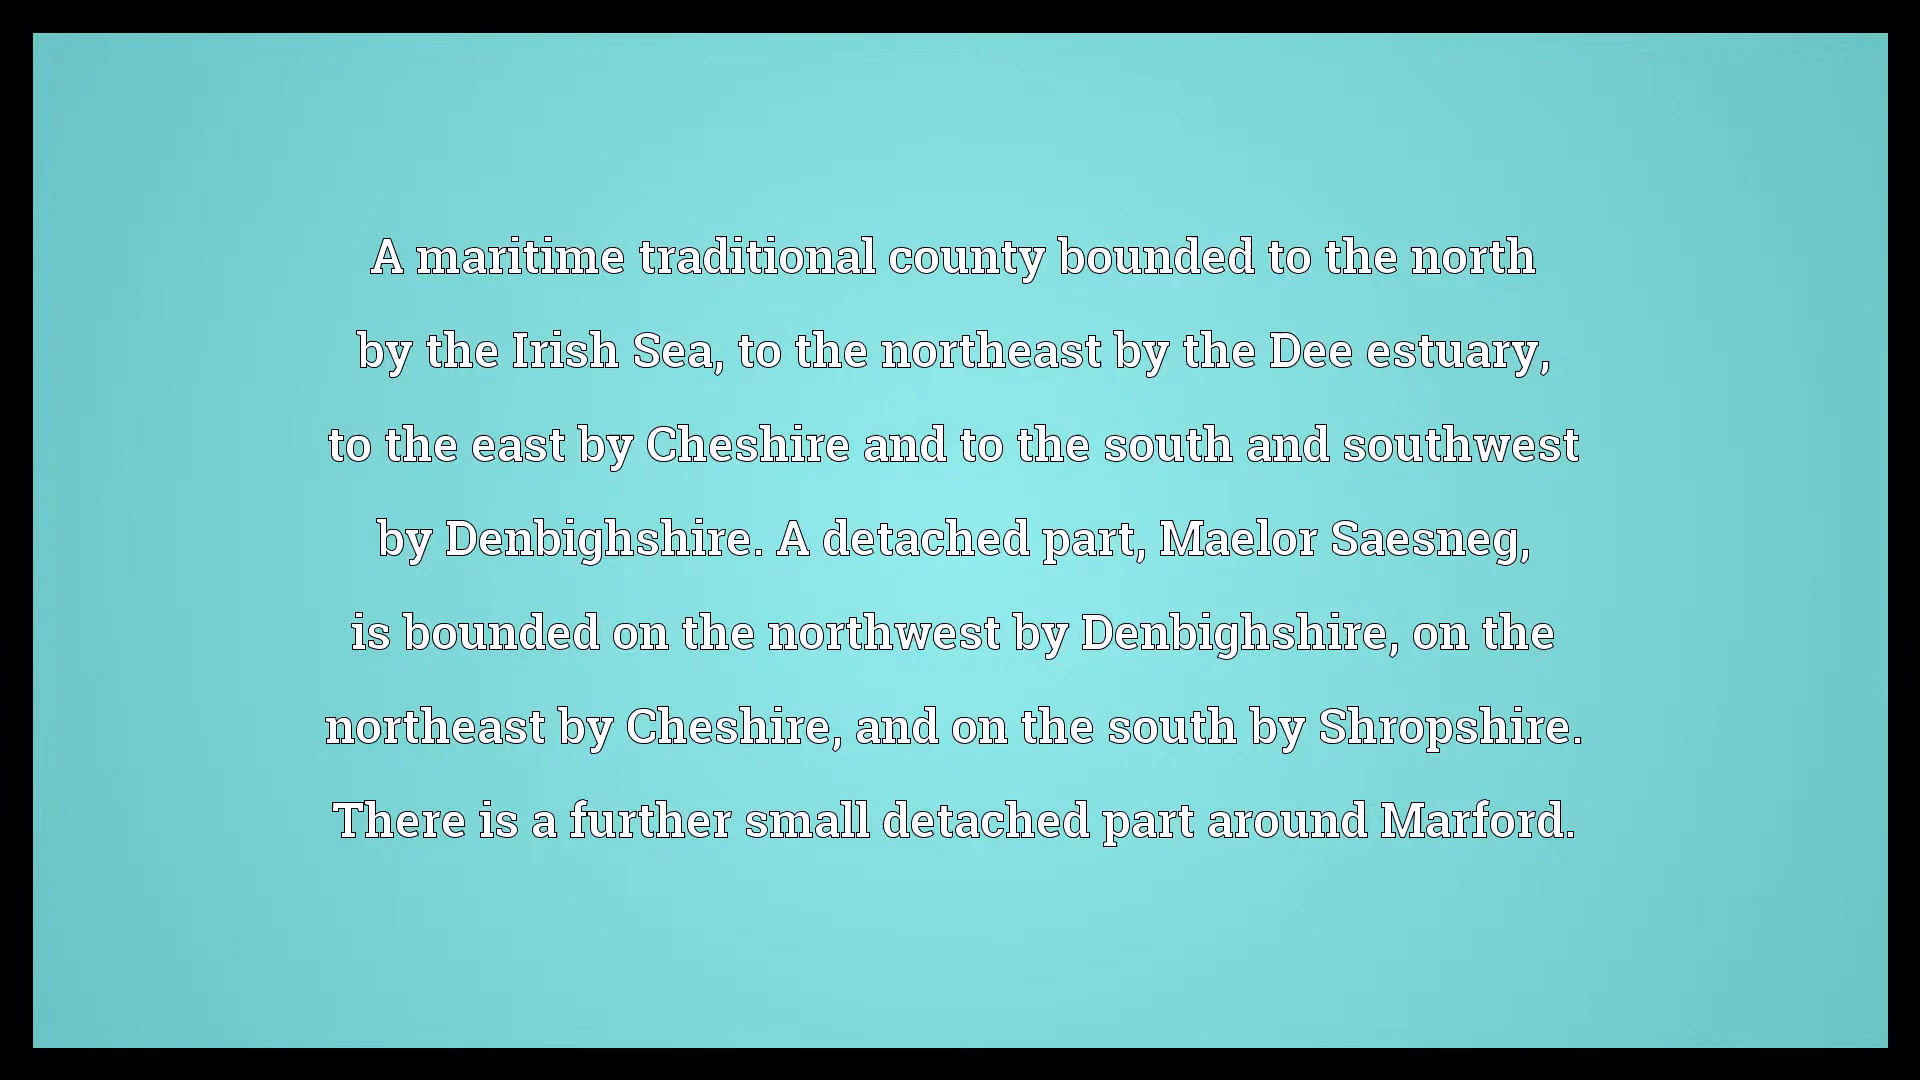 A maritime traditional county bounded to the north
by the Irish Sea, to the northeast by the Dee estuary,
to the east by Cheshire and to the south and southwest
by Denbighshire. A detached part, Maelor Saesneg,
is bounded on the northwest by Denbighshire, on the
northeast by Cheshire, and on the south by Shropshire.
There is a further small detached part around Marford.